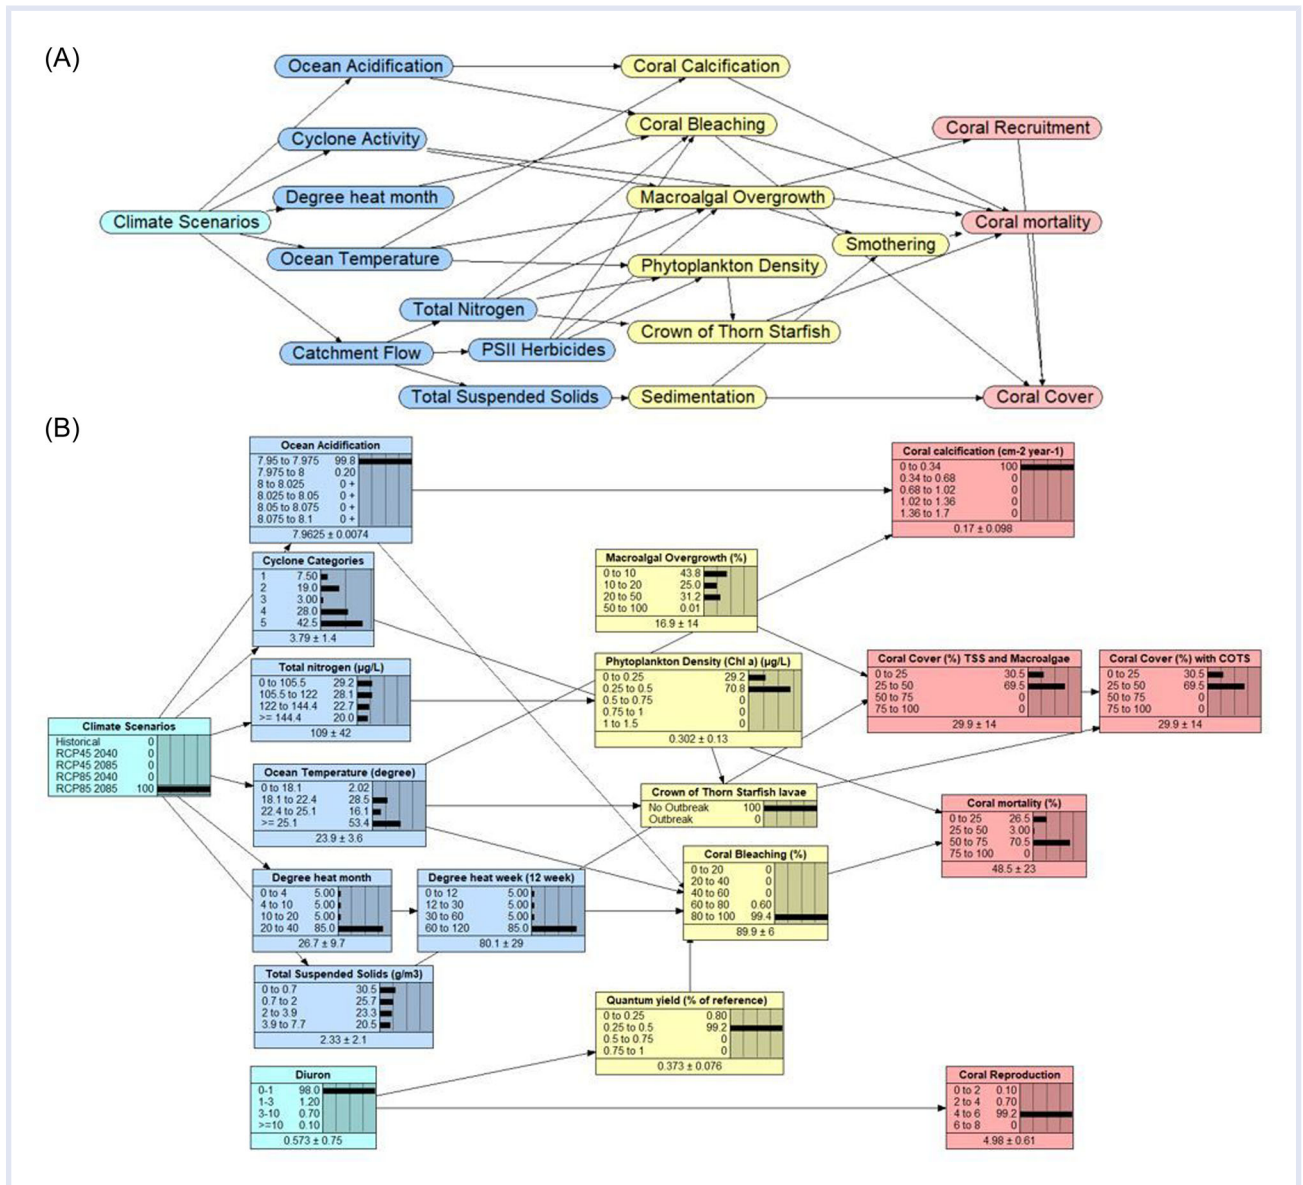 (A)
Ocean Acidification
Coral Calcification
Coral Bleaching
Coral Recruitment
Cyclone Activity
Degree heat month
Macroalgal Overgrowth
Climate Scenarios
Coral mortality
Smothering
Ocean Temperature
Phytoplankton Density
Total Nitrogen
Crown of Thorn Starfish
Catchment Flow
PSII Herbicides
Total Suspended Solids
Sedimentation
Coral Cover
(B)
Ocean Acidification
7.95 to 7.975 99.8
7.975 to 8 0.20
8 to 8.025 0 +
8.025 to 8.05 0 +
8.05 to 8.075 0 +
8.075 to 8.1 0 +
7.9625 ± 0.0074
Coral calcification (cm-2 year-1)
0 to 0.34 100
0.34 to 0.68 0
0.68 to 1.02 0
1.02 to 1.36 0
1.36 to 1.7 0
0.17 ± 0.098
Cyclone Categories
1 7.50
2 19.0
3 3.00
4 28.0
5 42.5
3.79 ± 1.4
Macroalgal Overgrowth (%)
0 to 10 43.8
10 to 20 25.0
20 to 50 31.2
50 to 100 0.01
16.9 ± 14
Total nitrogen (µg/L)
0 to 105.5 29.2
105.5 to 122 28.1
122 to 144.4 22.7
>= 144.4 20.0
109 ± 42
Phytoplankton Density (Chl a) (µg/L)
0 to 0.25 29.2
0.25 to 0.5 70.8
0.5 to 0.75 0
0.75 to 1 0
1 to 1.5 0
0.302 ± 0.13
Coral Cover (%) TSS and Macroalgae
0 to 25 30.5
25 to 50 69.5
50 to 75 0
75 to 100 0
29.9 ± 14
Coral Cover (%) with COTS
0 to 25 30.5
25 to 50 69.5
50 to 75 0
75 to 100 0
29.9 ± 14
Climate Scenarios
Historical 0
RCP45 2040 0
RCP45 2085 0
RCP85 2040 0
RCP85 2085 100
Ocean Temperature (degree)
0 to 18.1 2.02
18.1 to 22.4 28.5
22.4 to 25.1 16.1
>= 25.1 53.4
23.9 ± 3.6
Crown of Thorn Starfish lavae
No Outbreak 100
Outbreak 0
Coral mortality (%)
0 to 25 26.5
25 to 50 3.00
50 to 75 70.5
75 to 100 0
48.5 ± 23
Degree heat month
0 to 4 5.00
4 to 10 5.00
10 to 20 5.00
20 to 40 85.0
26.7 ± 9.7
Degree heat week (12 week)
0 to 12 5.00
12 to 30 5.00
30 to 60 5.00
60 to 120 85.0
80.1 ± 29
Coral Bleaching (%)
0 to 20 0
20 to 40 0
40 to 60 0
60 to 80 0.60
80 to 100 99.4
89.9 ± 6
Total Suspended Solids (g/m3)
0 to 0.7 30.5
0.7 to 2 25.7
2 to 3.9 23.3
3.9 to 7.7 20.5
2.33 ± 2.1
Quantum yield (% of reference)
0 to 0.25 0.80
0.25 to 0.5 99.2
0.5 to 0.75 0
0.75 to 1 0
0.373 ± 0.076
Diuron
0-1 98.0
1-3 1.20
3-10 0.70
>=10 0.10
0.573 ± 0.75
Coral Reproduction
0 to 2 0.10
2 to 4 0.70
4 to 6 99.2
6 to 8 0
4.98 ± 0.61